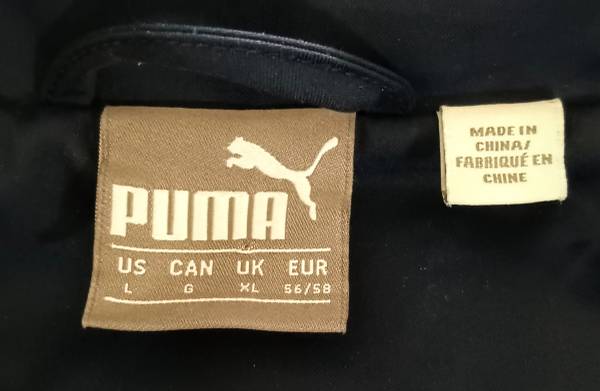 PUMA
US CAN UK EUR
L G XL 56/58
MADE IN
CHINA/
FABRIQUÉ EN
CHINE